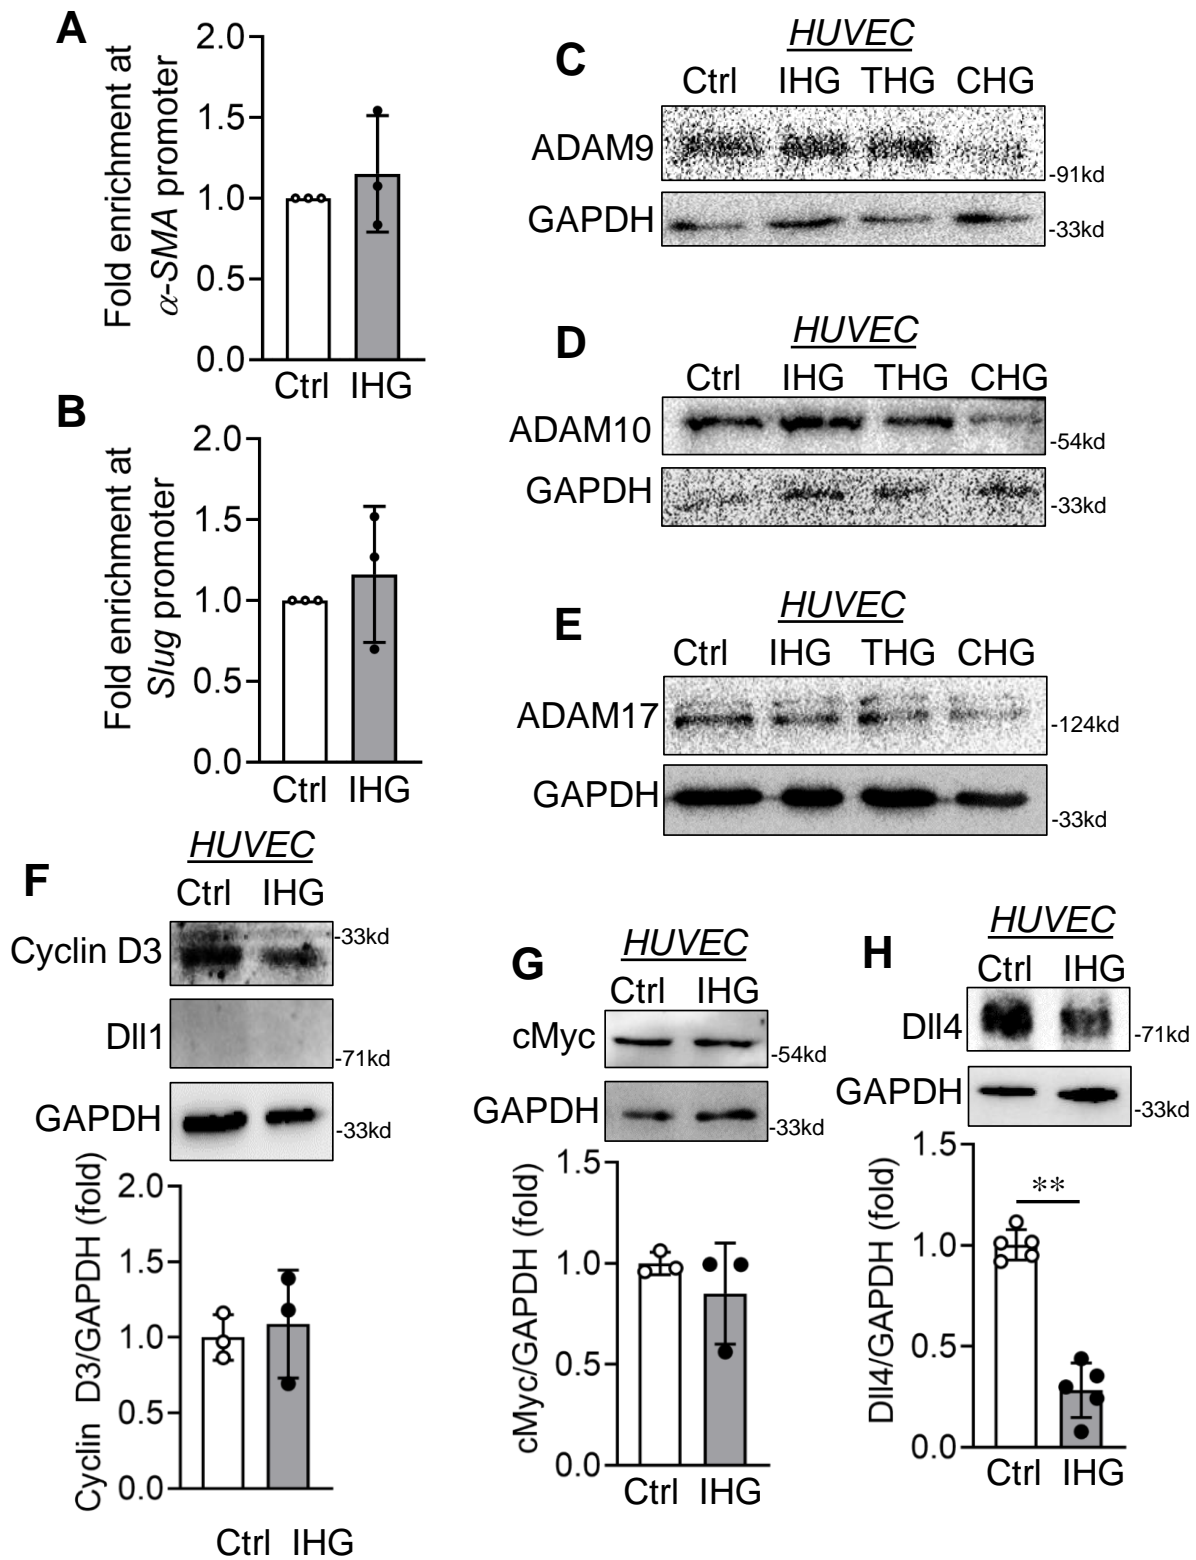 A
Fold enrichment at
α-SMA promoter
2.0
1.5
1.0
0.5
0.0
Ctrl IHG
B
Fold enrichment at
Slug promoter
2.0
1.5
1.0
0.5
0.0
Ctrl IHG
C
HUVEC
Ctrl IHG THG CHG
ADAM9
-91kd
GAPDH
-33kd
D
HUVEC
Ctrl IHG THG CHG
ADAM10
-54kd
GAPDH
-33kd
E
HUVEC
Ctrl IHG THG CHG
ADAM17
-124kd
GAPDH
-33kd
F
HUVEC
Ctrl IHG
Cyclin D3
-33kd
Dll1
-71kd
GAPDH
-33kd
Cyclin D3/GAPDH (fold)
2.0
1.5
1.0
0.5
0.0
Ctrl IHG
G
HUVEC
Ctrl IHG
cMyc
-54kd
GAPDH
-33kd
cMyc/GAPDH (fold)
1.5
1.0
0.5
0.0
Ctrl IHG
H
HUVEC
Ctrl IHG
Dll4
-71kd
GAPDH
-33kd
Dll4/GAPDH (fold)
1.5
1.0
0.5
0.0
**
Ctrl IHG